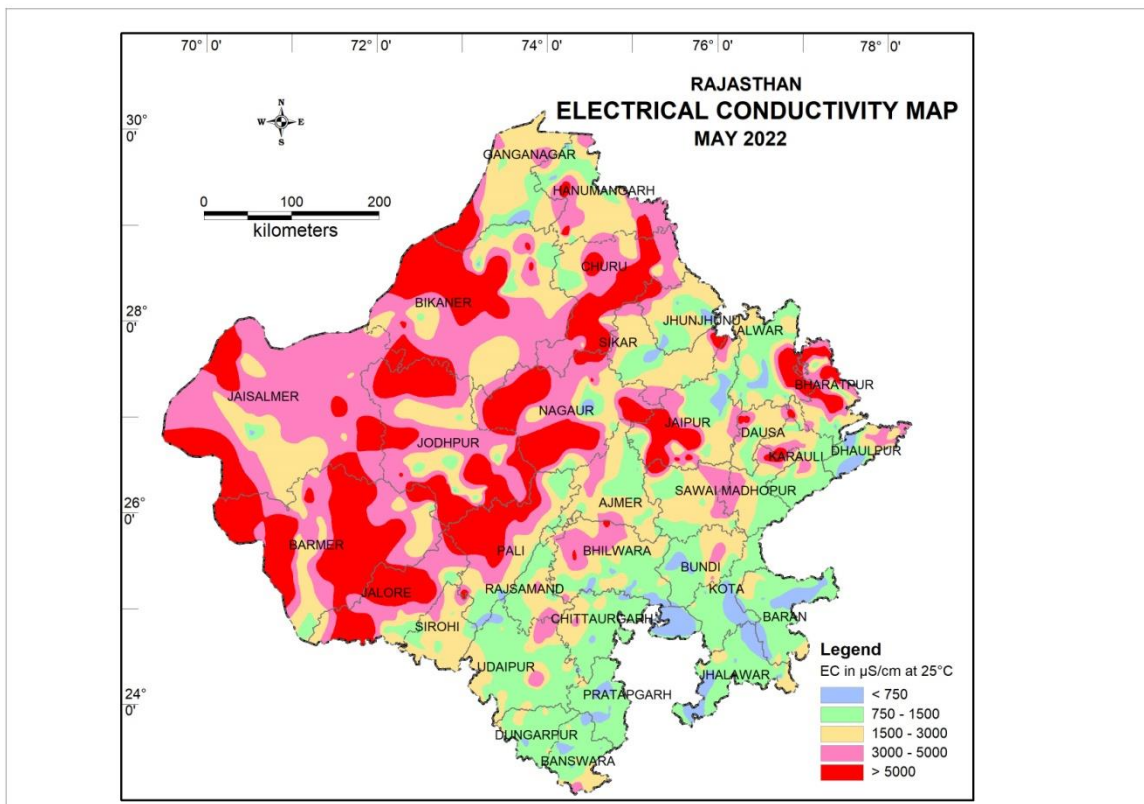 70° 0'
72° 0'
74° 0'
76° 0'
78° 0'
RAJASTHAN
ELECTRICAL CONDUCTIVITY MAP
MAY 2022
N
W E
S
30° 0'
28° 0'
26° 0'
24° 0'
0 100 200
kilometers
GANGANAGAR
HANUMANGARH
CHURU
BIKANER
JHUNJHUNU
ALWAR
SIKAR
BHARATPUR
JAISALMER
NAGAUR
JAIPUR
DAUSA
JODHPUR
KARAULI
DHAULPUR
SAWAI MADHOPUR
AJMER
BARMER
PALI
BHILWARA
BUNDI
JALORE
RAJSAMAND
KOTA
BARAN
SIROHI
CHITTAURGARH
UDAIPUR
JHALAWAR
PRATAPGARH
DUNGARPUR
BANSWARA
Legend
EC in µS/cm at 25°C
< 750
750 - 1500
1500 - 3000
3000 - 5000
> 5000